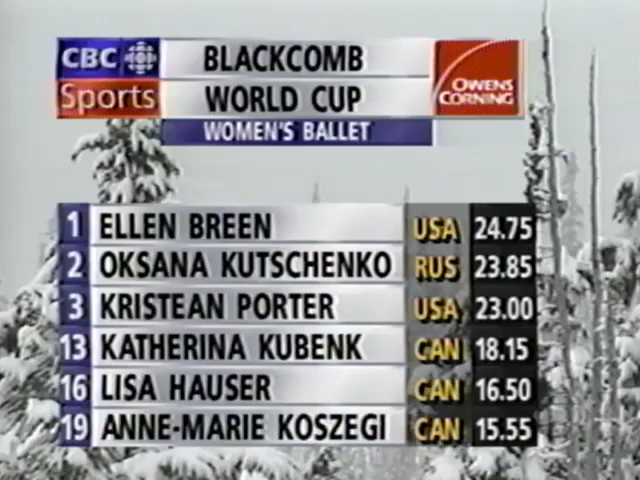 CBC
Sports
BLACKCOMB
WORLD CUP
WOMEN'S BALLET
OWENS
CORNING
1 ELLEN BREEN USA 24.75
2 OKSANA KUTSCHENKO RUS 23.85
3 KRISTEAN PORTER USA 23.00
13 KATHERINA KUBENK CAN 18.15
16 LISA HAUSER CAN 16.50
19 ANNE-MARIE KOSZEGI CAN 15.55